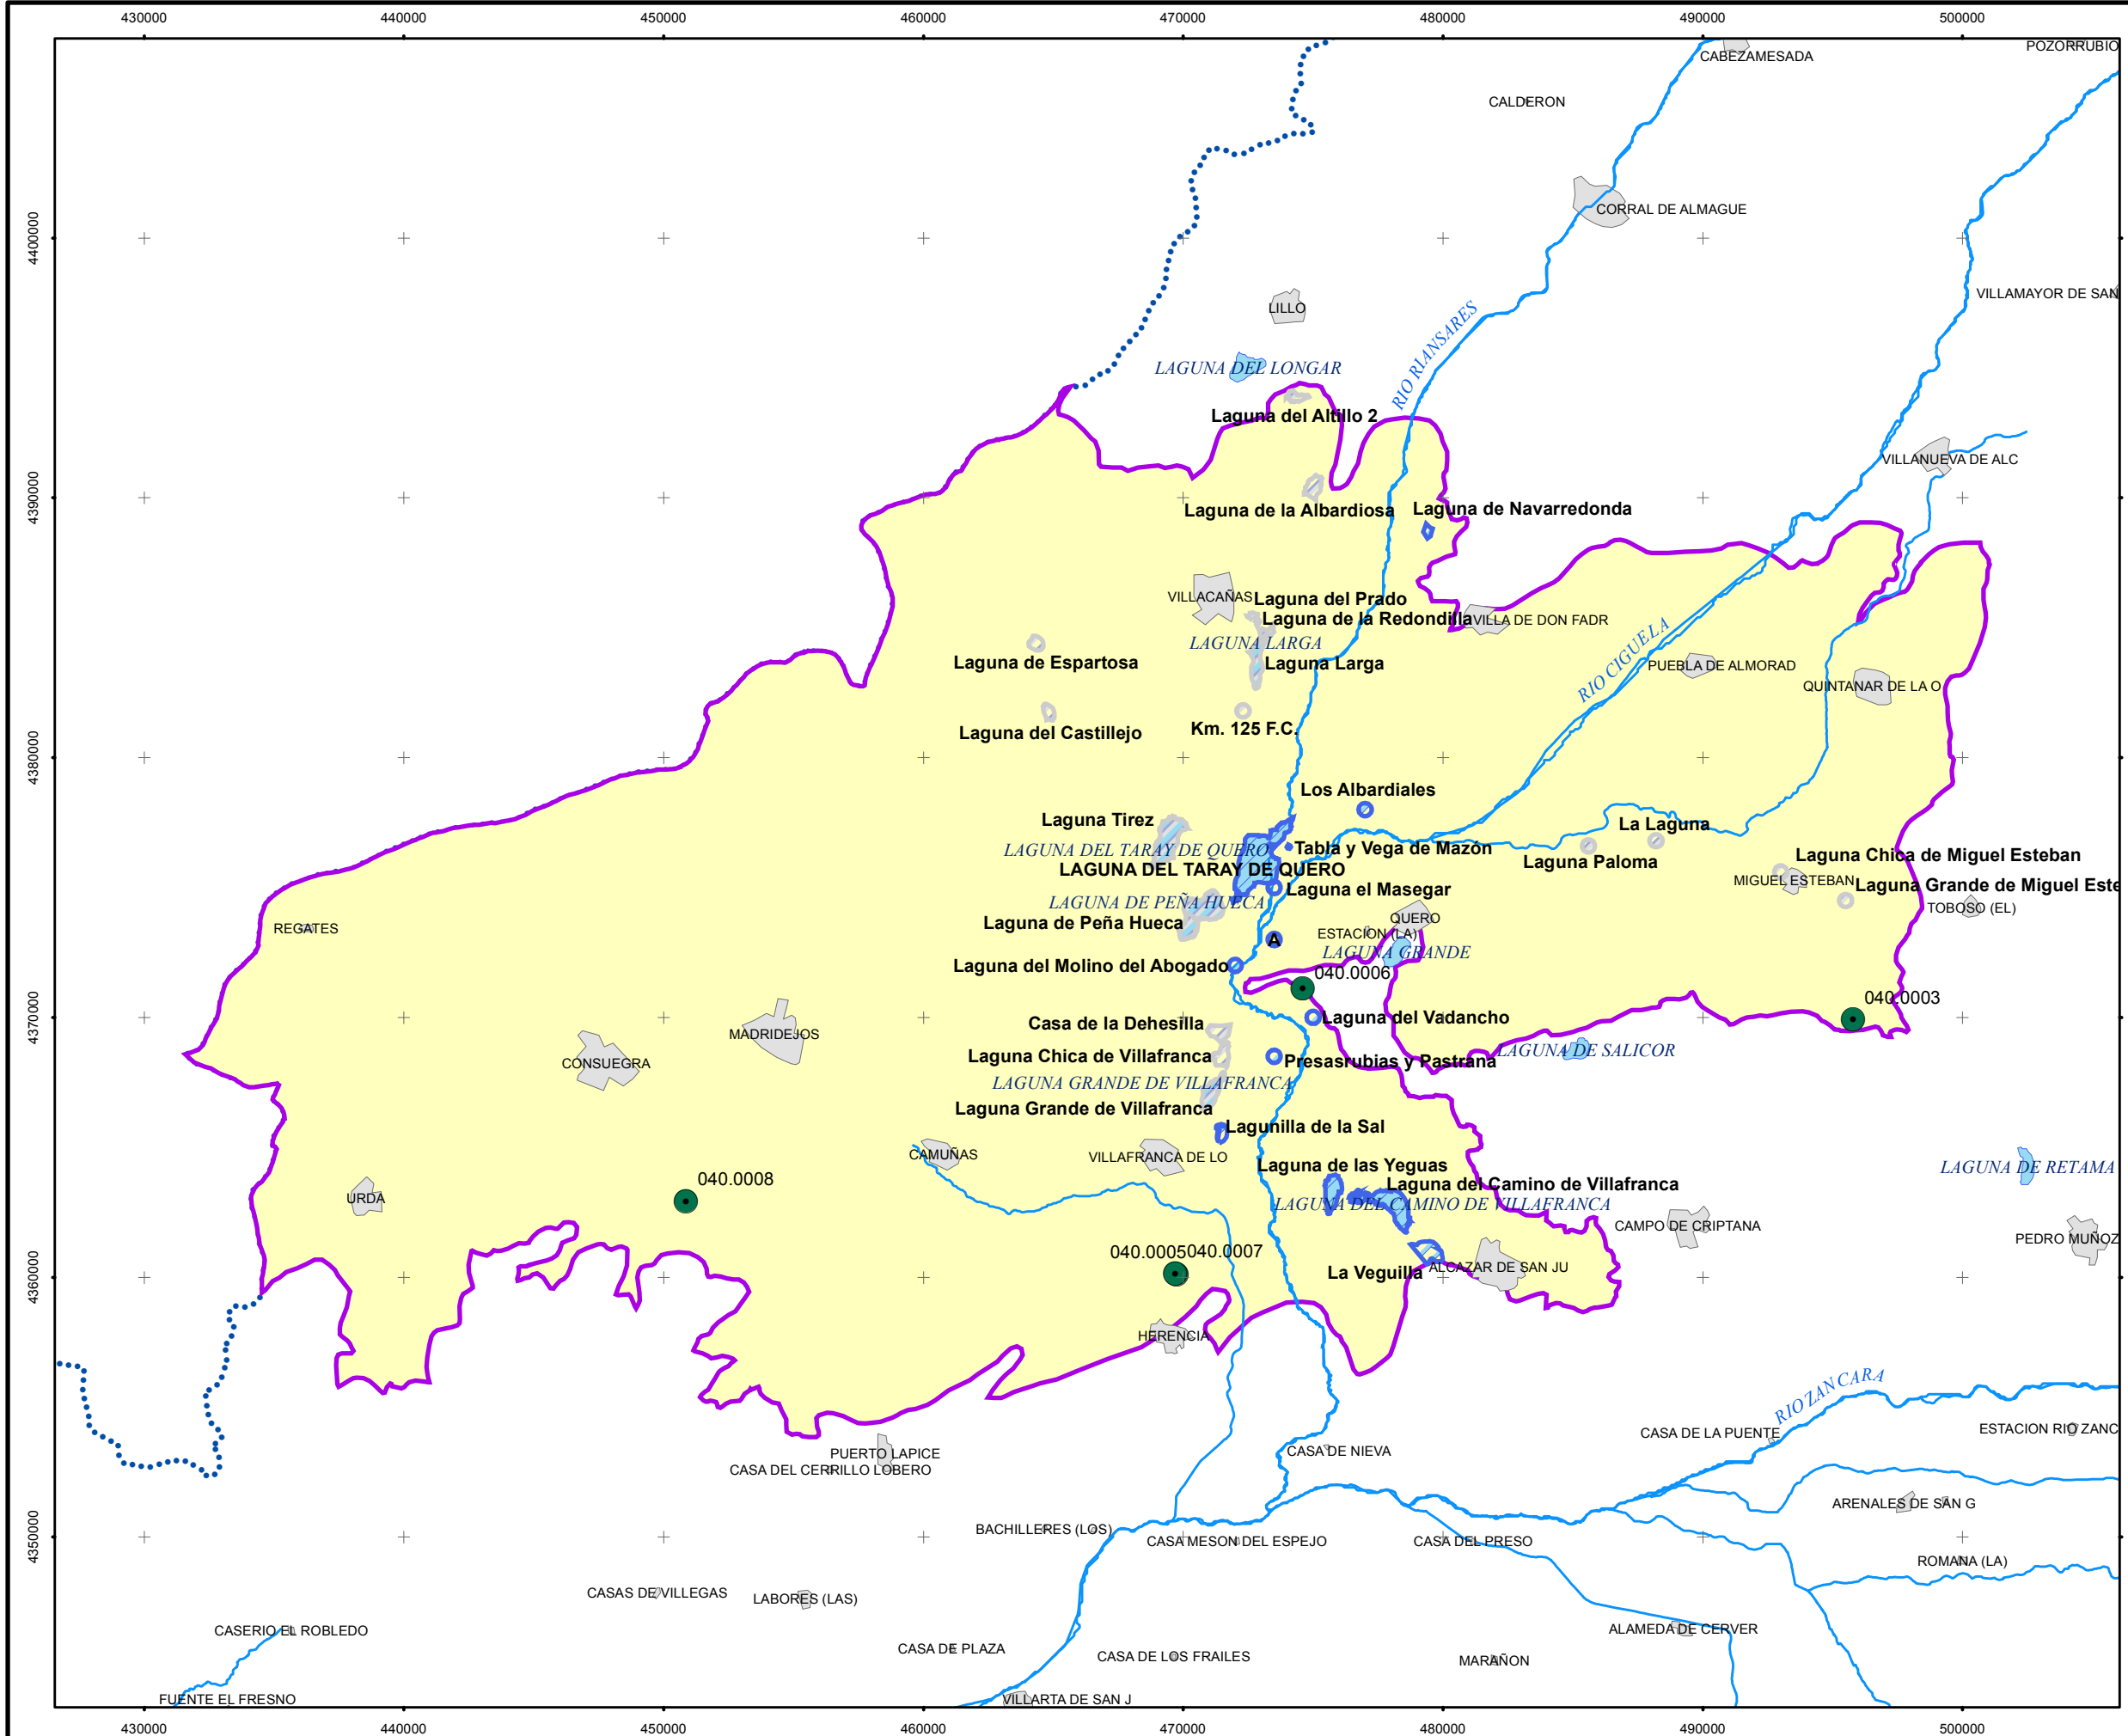 430000 440000 450000 460000 470000 480000 490000 500000
POZORRUBIO
CABEZAMESADA
CALDERON
CORRAL DE ALMAGUE
4400000
VILLAMAYOR DE SAN
LILLO
RIO RIANSARES
LAGUNA DEL LONGAR
Laguna del Altillo 2
VILLANUEVA DE ALC
4390000
Laguna de la Albardiosa
Laguna de Navarredonda
VILLACAÑAS
Laguna del Prado
Laguna de la Redondilla
VILLA DE DON FADR
LAGUNA LARGA
RIO CIGUELA
Laguna de Espartosa
Laguna Larga
PUEBLA DE ALMORAD
QUINTANAR DE LA O
Laguna del Castillejo
Km. 125 F.C.
4380000
Los Albardiales
Laguna Tirez
La Laguna
LAGUNA DEL TARAY DE QUERO
Tabla y Vega de Mazón
Laguna Paloma
Laguna Chica de Miguel Esteban
LAGUNA DEL TARAY DE QUERO
MIGUEL ESTEBAN
Laguna Grande de Miguel Este
Laguna el Masegar
LAGUNA DE PEÑA HUECA
TOBOSO (EL)
Laguna de Peña Hueca
QUERO
REGATES
ESTACION (LA)
A
LAGUNA GRANDE
Laguna del Molino del Abogado
040.0006
040.0003
4370000
Casa de la Dehesilla
Laguna del Vadancho
MADRIDEJOS
LAGUNA DE SALICOR
CONSUEGRA
Laguna Chica de Villafranca
Presasrubias y Pastrana
LAGUNA GRANDE DE VILLAFRANCA
Laguna Grande de Villafranca
Lagunilla de la Sal
CAMUÑAS
VILLAFRANCA DE LO
Laguna de las Yeguas
LAGUNA DE RETAMA
040.0008
Laguna del Camino de Villafranca
URDA
LAGUNA DEL CAMINO DE VILLAFRANCA
CAMPO DE CRIPTANA
PEDRO MUÑOZ
040.0005
040.0007
La Veguilla
ALCAZAR DE SAN JU
4360000
HERENCIA
RIO ZANCARA
PUERTO LAPICE
CASA DE NIEVA
CASA DE LA PUENTE
ESTACION RIO ZANC
CASA DEL CERRILLO LOBERO
ARENALES DE SAN G
BACHILLERES (LOS)
CASA MESON DEL ESPEJO
CASA DEL PRESO
4350000
ROMANA (LA)
CASAS DE VILLEGAS
LABORES (LAS)
CASERIO EL ROBLEDO
ALAMEDA DE CERVER
CASA DE PLAZA
CASA DE LOS FRAILES
MARAÑON
FUENTE EL FRESNO
VILLARTA DE SAN J
430000 440000 450000 460000 470000 480000 490000 500000